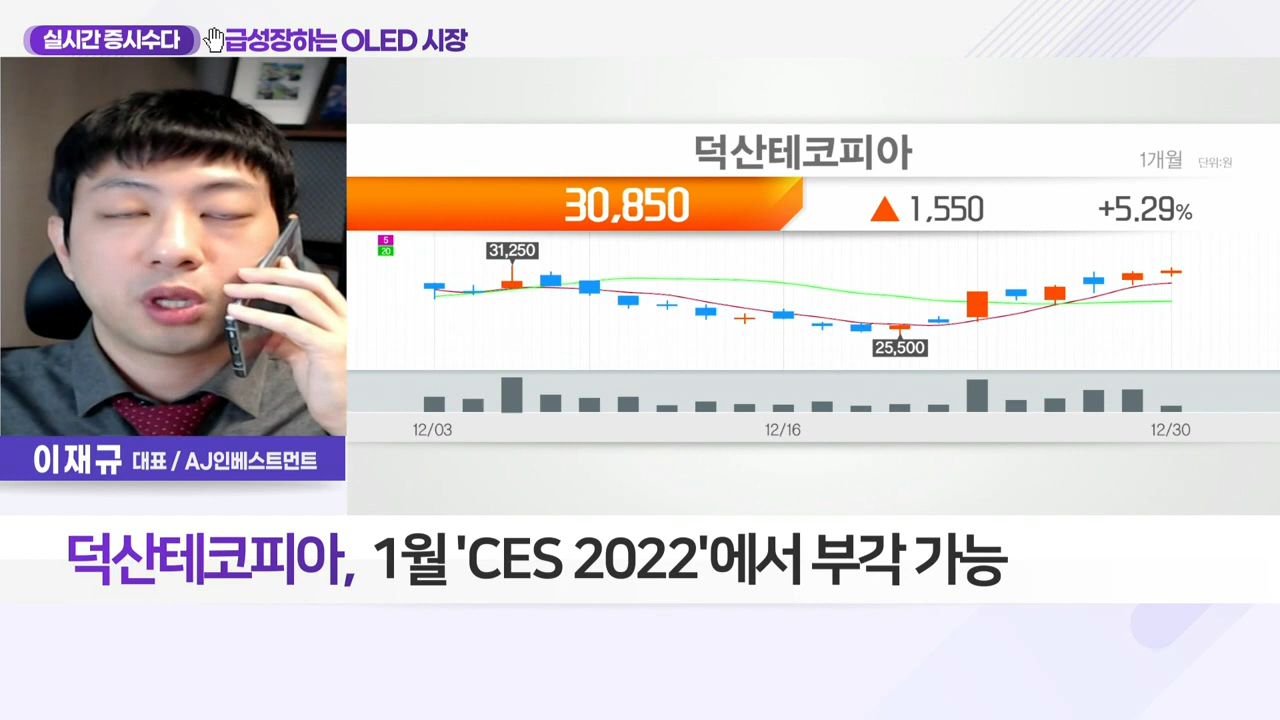 실시간 증시수다 급성장하는 OLED 시장
덕산테코피아
1개월 단위:원
30,850 ▲ 1,550 +5.29%
5
20
31,250
25,500
12/03 12/16 12/30
이재규 대표 / AJ인베스트먼트
덕산테코피아, 1월 'CES 2022'에서 부각 가능